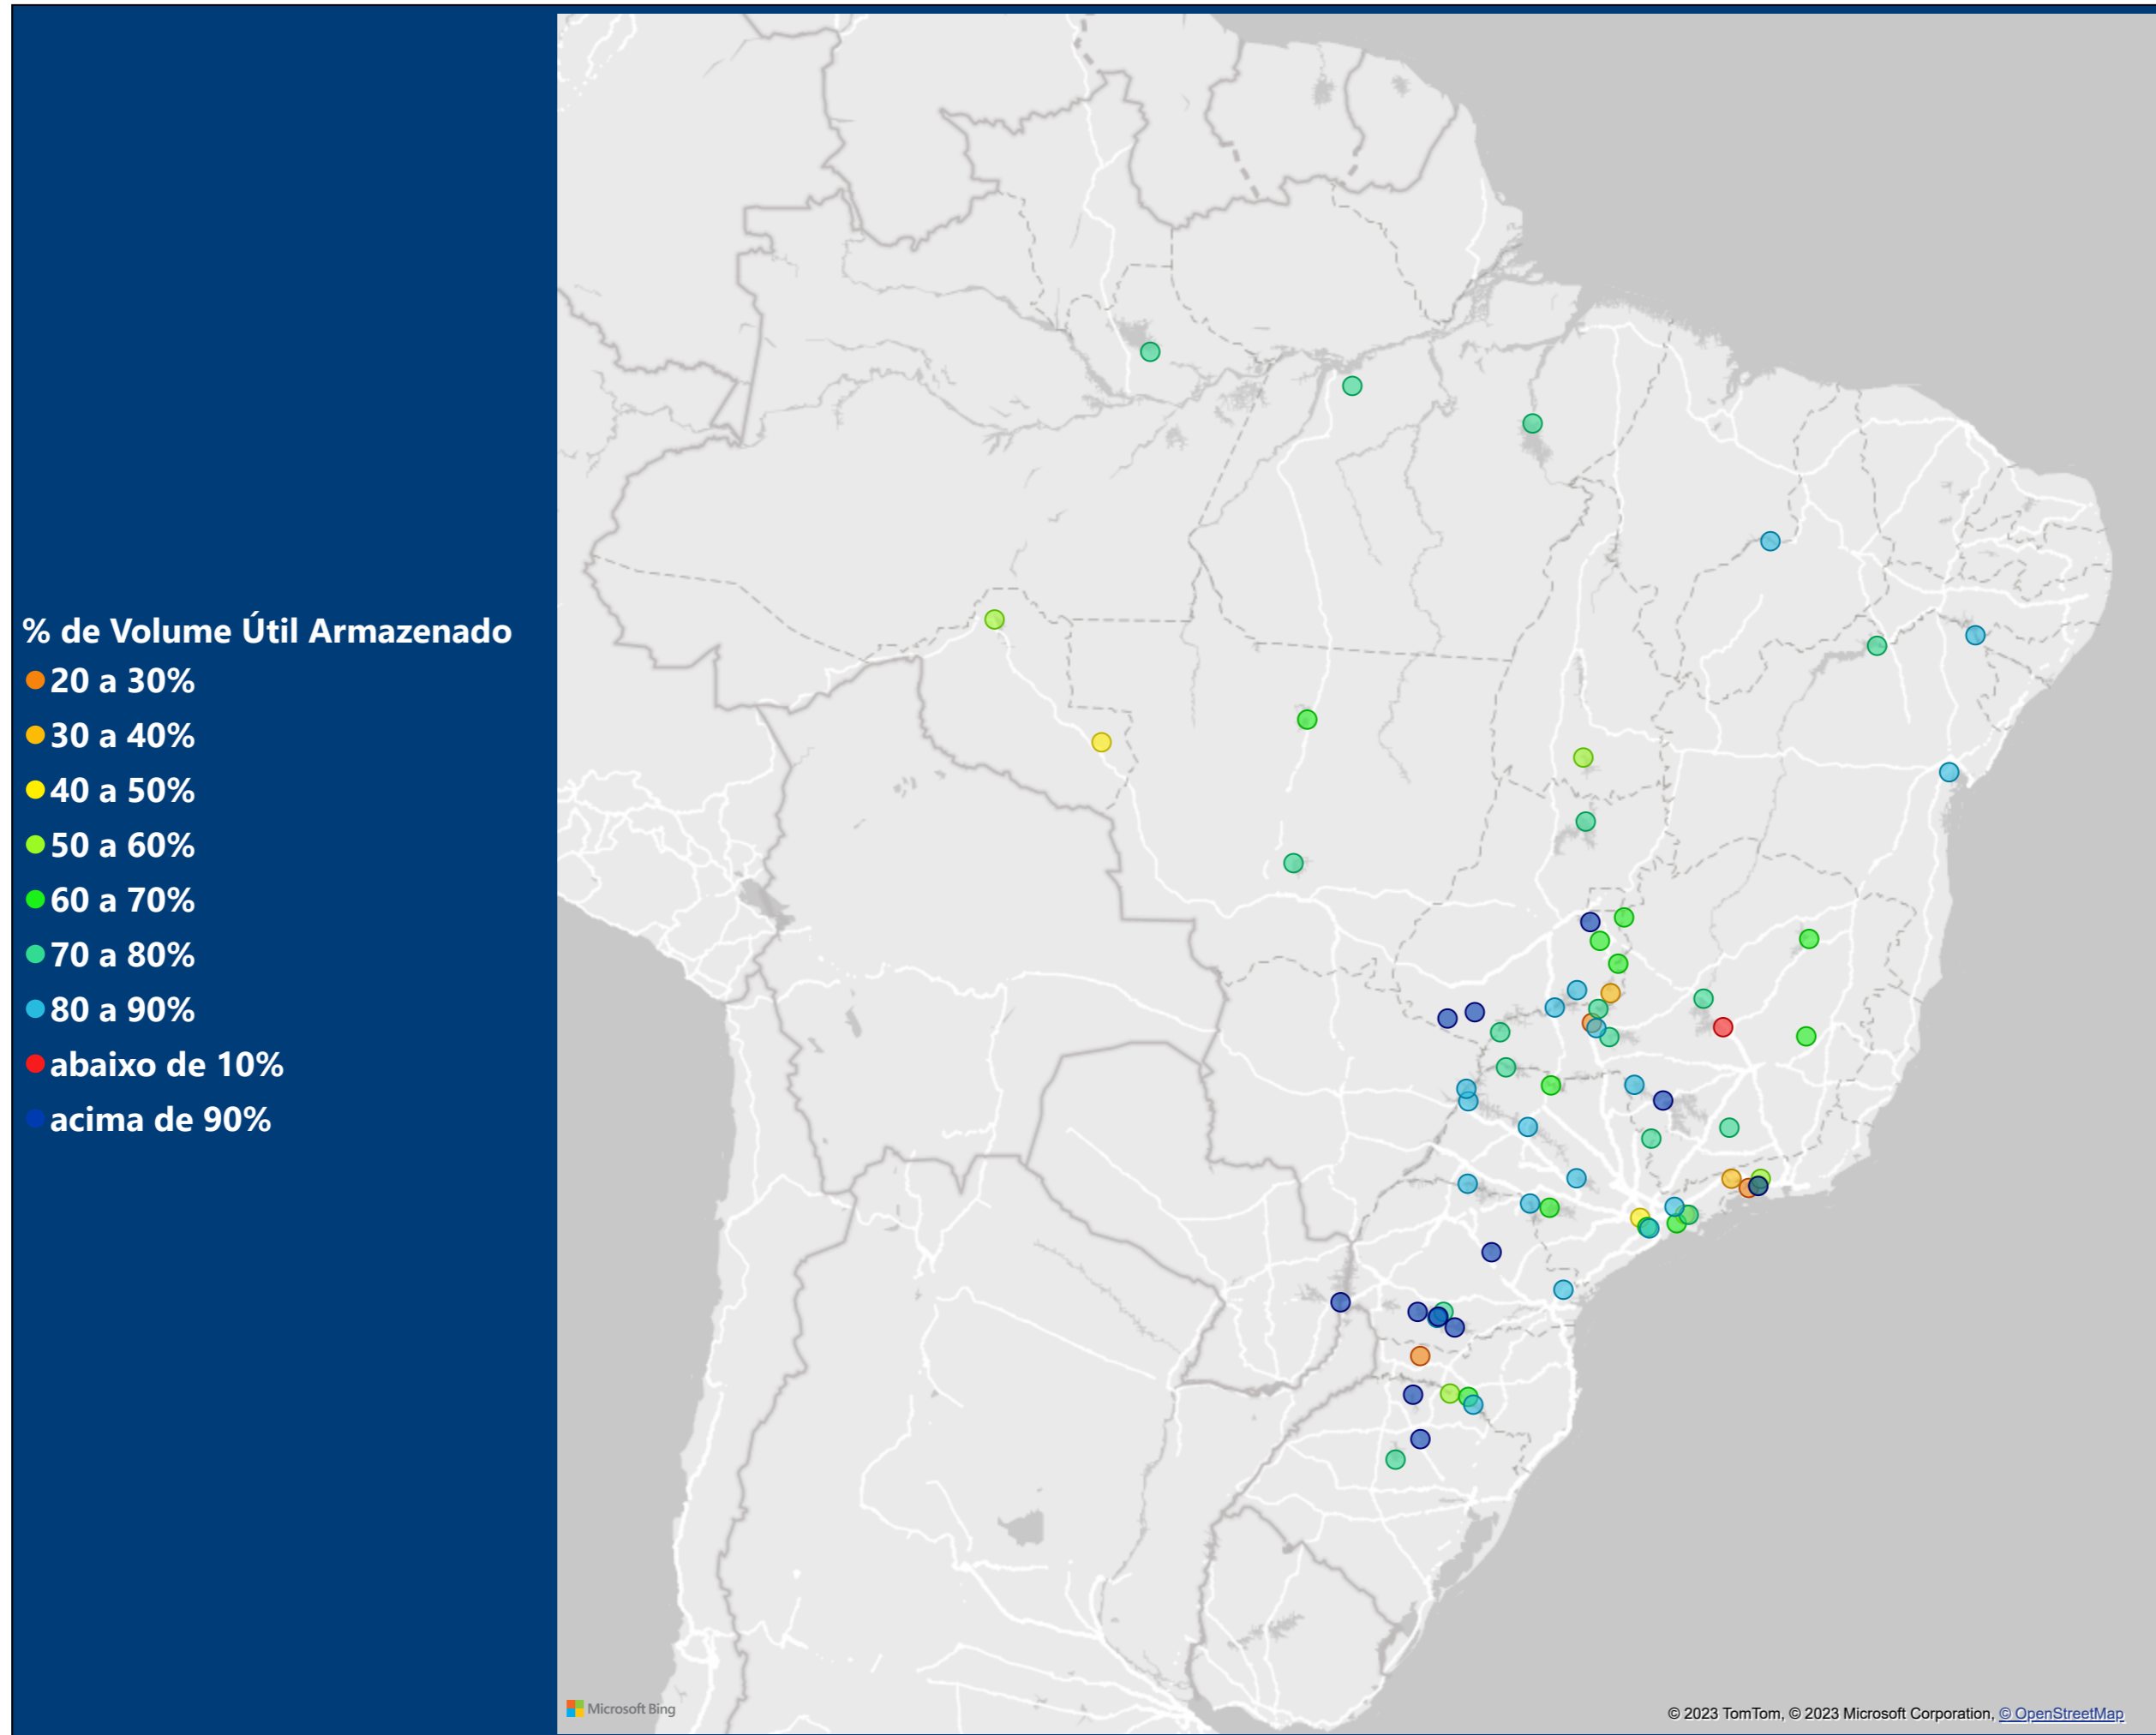 % de Volume Útil Armazenado
20 a 30%
30 a 40%
40 a 50%
50 a 60%
60 a 70%
70 a 80%
80 a 90%
abaixo de 10%
acima de 90%
Microsoft Bing
© 2023 TomTom, © 2023 Microsoft Corporation, © OpenStreetMap